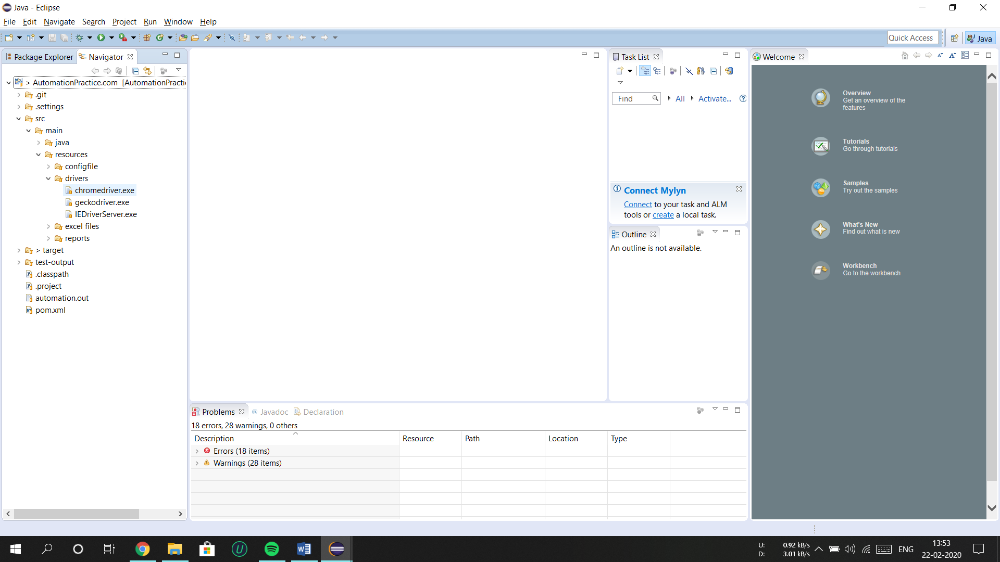 Java - Eclipse
File Edit Navigate Search Project Run Window Help
Quick Access
Java
Package Explorer Navigator
> AutomationPractice.com [AutomationPracti
.git
.settings
src
main
java
resources
configfile
drivers
chromedriver.exe
geckodriver.exe
IEDriverServer.exe
excel files
reports
> target
test-output
.classpath
.project
automation.out
pom.xml
Task List
Find All Activate...
Connect Mylyn
Connect to your task and ALM
tools or create a local task.
Outline
An outline is not available.
Welcome
Overview
Get an overview of the
features
Tutorials
Go through tutorials
Samples
Try out the samples
What's New
Find out what is new
Workbench
Go to the workbench
Problems @ Javadoc Declaration
18 errors, 28 warnings, 0 others
Description Resource Path Location Type
Errors (18 items)
Warnings (28 items)
U: 0.92 kB/s
D: 3.01 kB/s
ENG
13:53
22-02-2020